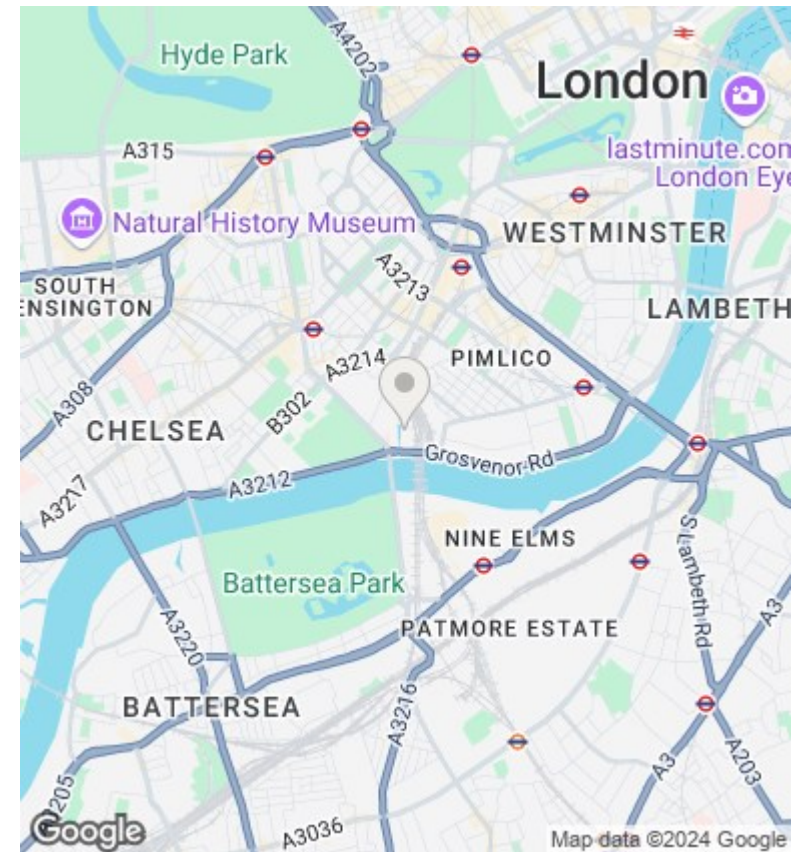 A4202
Hyde Park
London
A315
lastminute.com
London Eye
Natural History Museum
WESTMINSTER
A3213
SOUTH
ENSINGTON
LAMBETH
A3214
PIMLICO
A308
B302
CHELSEA
Grosvenor Rd
A3212
A3217
NINE ELMS
Battersea Park
S Lambeth Rd
A3220
PATMORE ESTATE
A3
BATTERSEA
A3216
A205
A3
A203
A3036
Google
Map data ©2024 Google